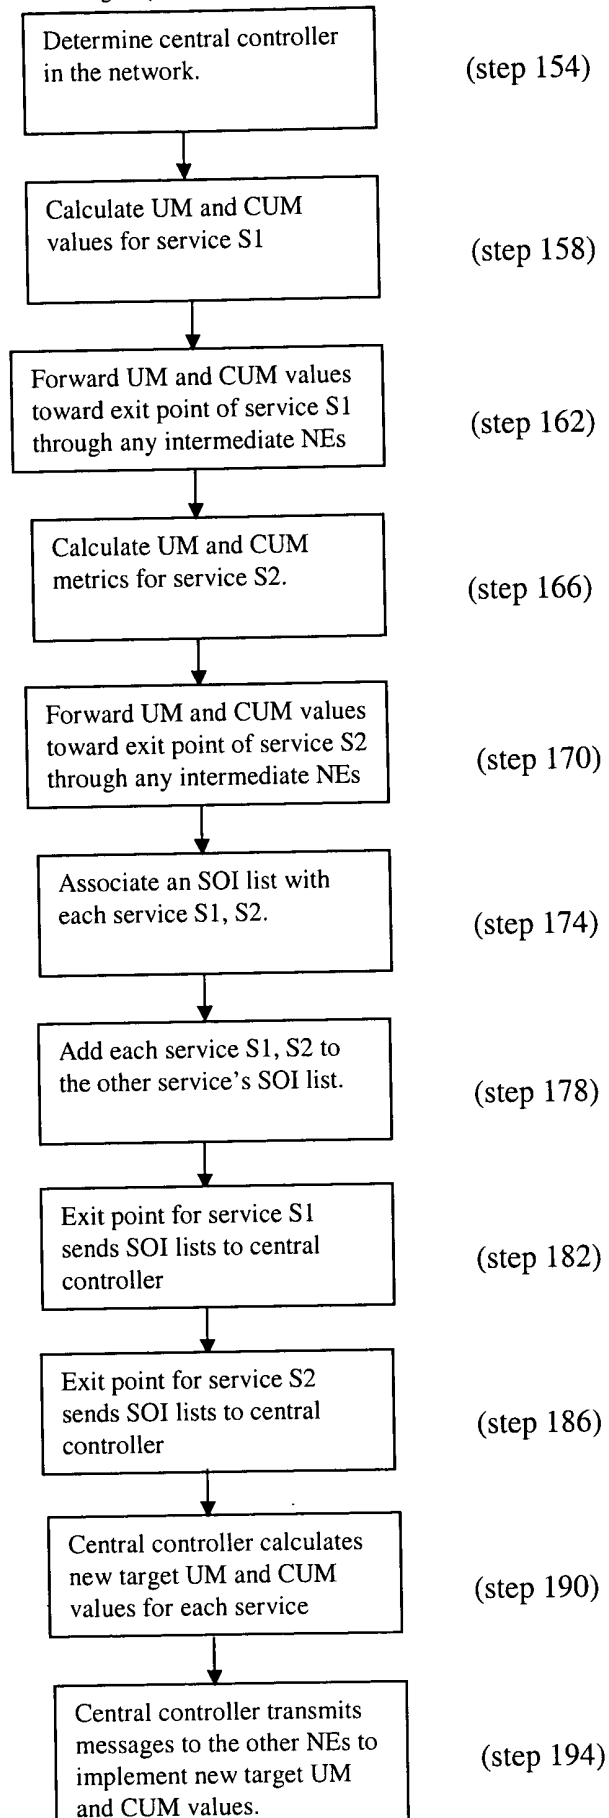 Determine central controller
in the network.
(step 154)
Calculate UM and CUM
values for service S1
(step 158)
Forward UM and CUM values
toward exit point of service S1
through any intermediate NEs
(step 162)
Calculate UM and CUM
metrics for service S2.
(step 166)
Forward UM and CUM values
toward exit point of service S2
through any intermediate NEs
(step 170)
Associate an SOI list with
each service S1, S2.
(step 174)
Add each service S1, S2 to
the other service's SOI list.
(step 178)
Exit point for service S1
sends SOI lists to central
controller
(step 182)
Exit point for service S2
sends SOI lists to central
controller
(step 186)
Central controller calculates
new target UM and CUM
values for each service
(step 190)
Central controller transmits
messages to the other NEs to
implement new target UM
and CUM values.
(step 194)